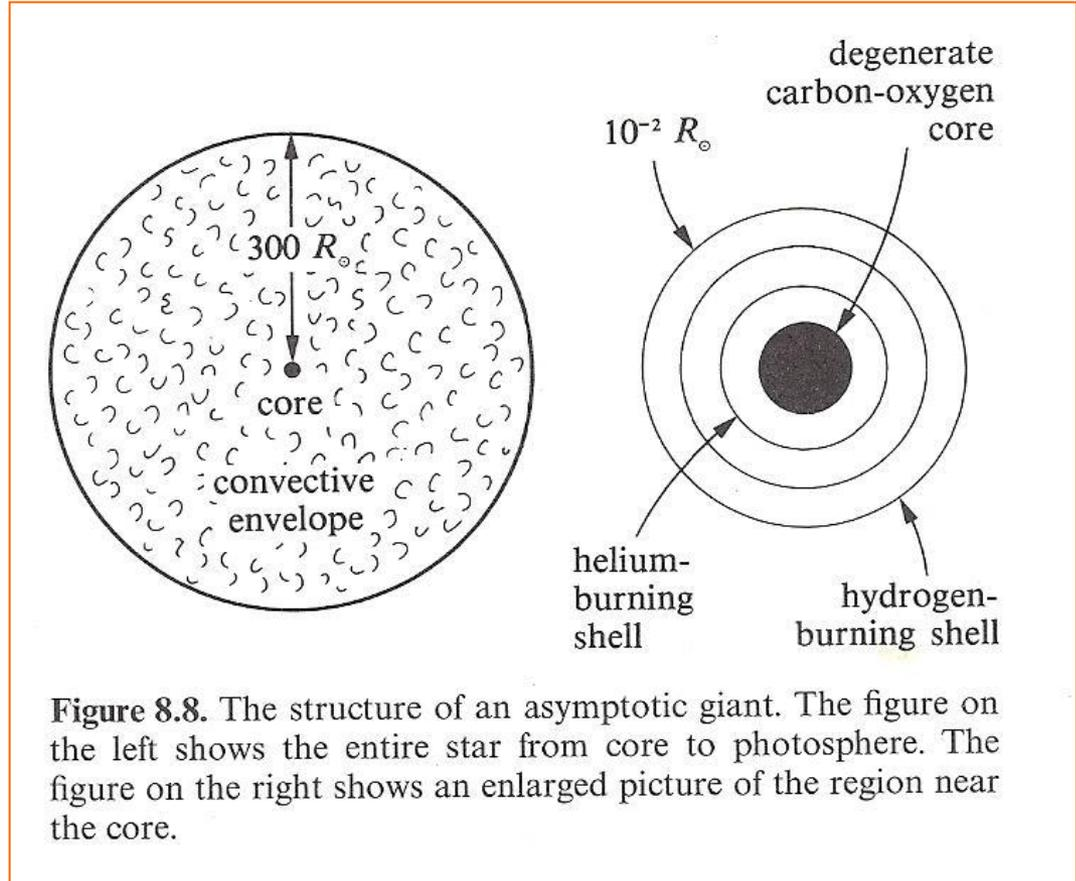 300 R☉
core
convective
envelope
10⁻² R☉
degenerate
carbon-oxygen
core
helium-
burning
shell
hydrogen-
burning shell
Figure 8.8. The structure of an asymptotic giant. The figure on
the left shows the entire star from core to photosphere. The
figure on the right shows an enlarged picture of the region near
the core.